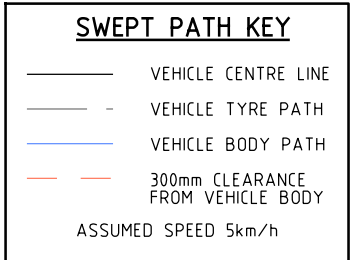 SWEPT PATH KEY
VEHICLE CENTRE LINE
VEHICLE TYRE PATH
VEHICLE BODY PATH
300mm CLEARANCE
FROM VEHICLE BODY
ASSUMED SPEED 5km/h